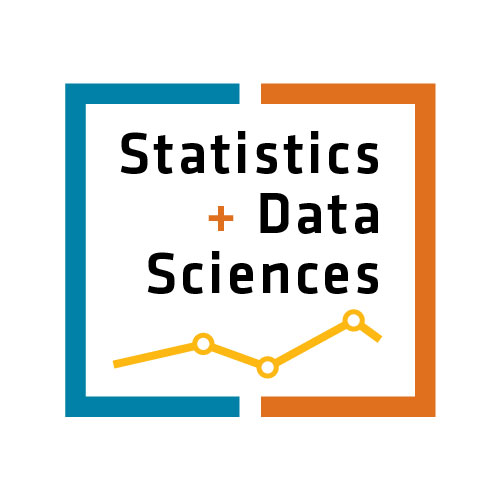 Statistics
+ Data
Sciences